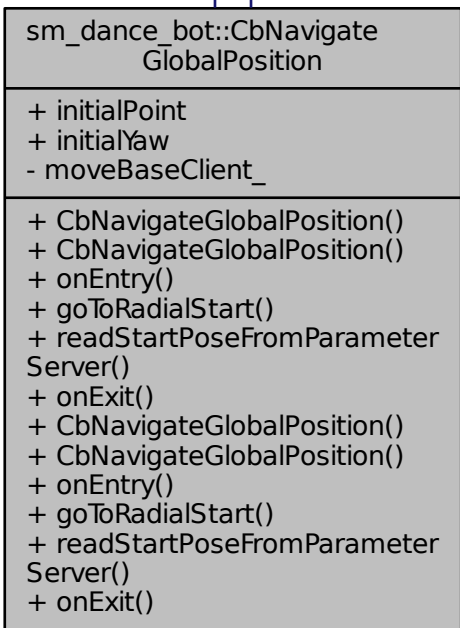 sm_dance_bot::CbNavigate
GlobalPosition
+ initialPoint
+ initialYaw
- moveBaseClient_
+ CbNavigateGlobalPosition()
+ CbNavigateGlobalPosition()
+ onEntry()
+ goToRadialStart()
+ readStartPoseFromParameter
Server()
+ onExit()
+ CbNavigateGlobalPosition()
+ CbNavigateGlobalPosition()
+ onEntry()
+ goToRadialStart()
+ readStartPoseFromParameter
Server()
+ onExit()